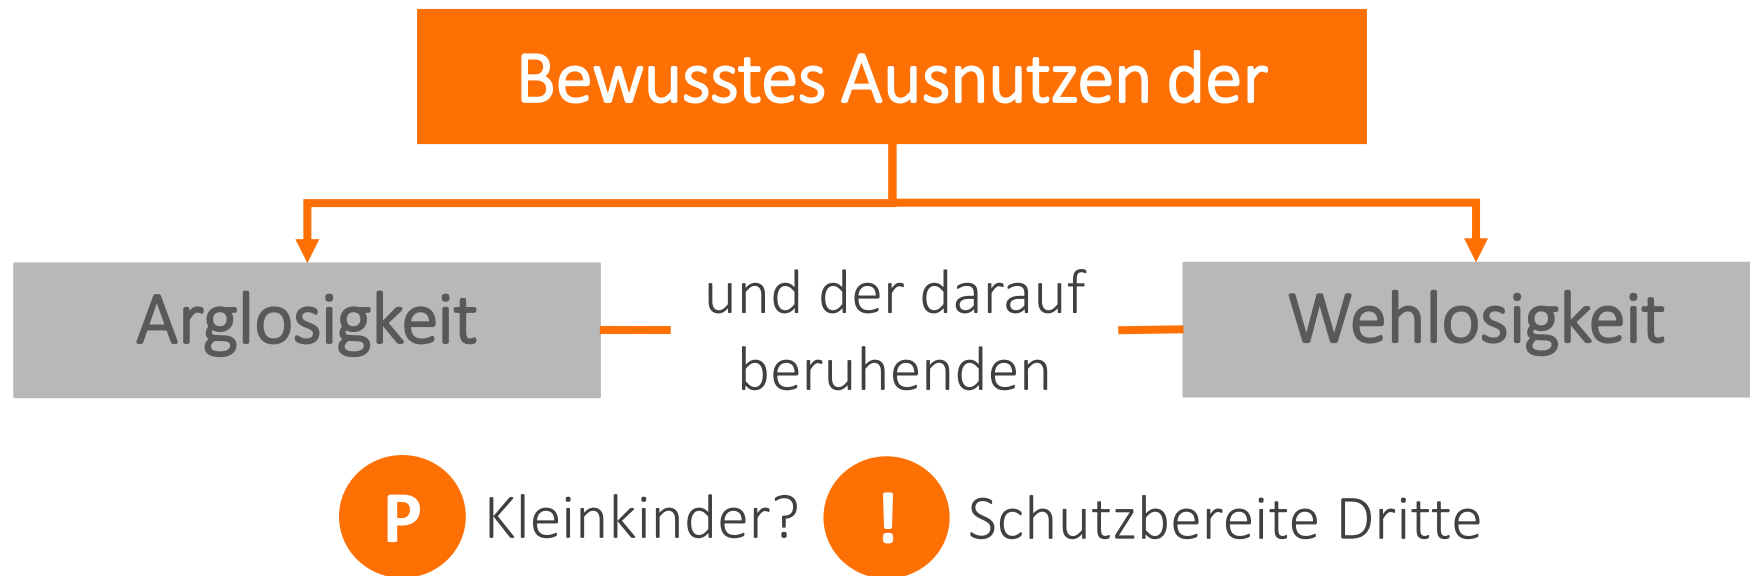 Bewusstes Ausnutzen der
Arglosigkeit
und der darauf
beruhenden
Wehlosigkeit
P Kleinkinder? ! Schutzbereite Dritte